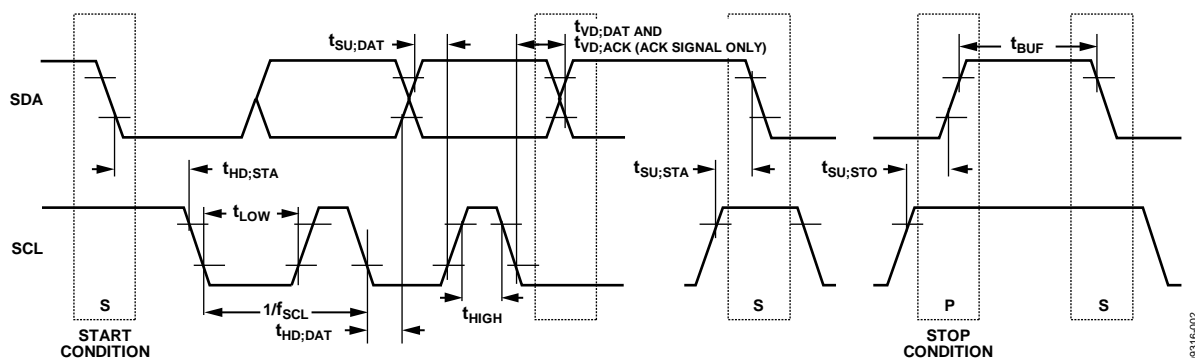 tVD;DAT AND
tVD;ACK (ACK SIGNAL ONLY)
tSU;DAT
tBUF
SDA
tHD;STA
tSU;STA
tSU;STO
tLOW
SCL
S
1/fSCL
tHIGH
S
P
S
tHD;DAT
START
CONDITION
STOP
CONDITION